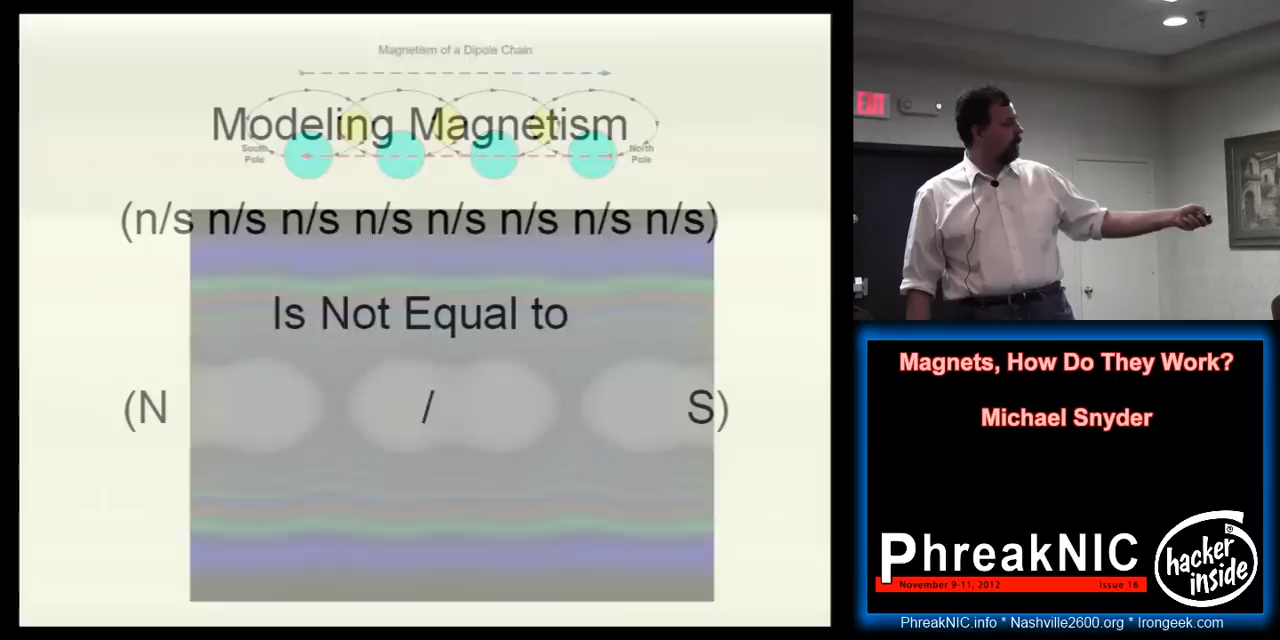 Magnetism of a Dipole Chain
Modeling Magnetism
South
Pole
North
Pole
(n/s n/s n/s n/s n/s n/s n/s n/s)
Is Not Equal to
(N / S)
EXIT
Magnets, How Do They Work?
Michael Snyder
PhreakNIC
November 9-11, 2012 Issue 16
hacker
inside
PhreakNIC.info * Nashville2600.org * Irongeek.com